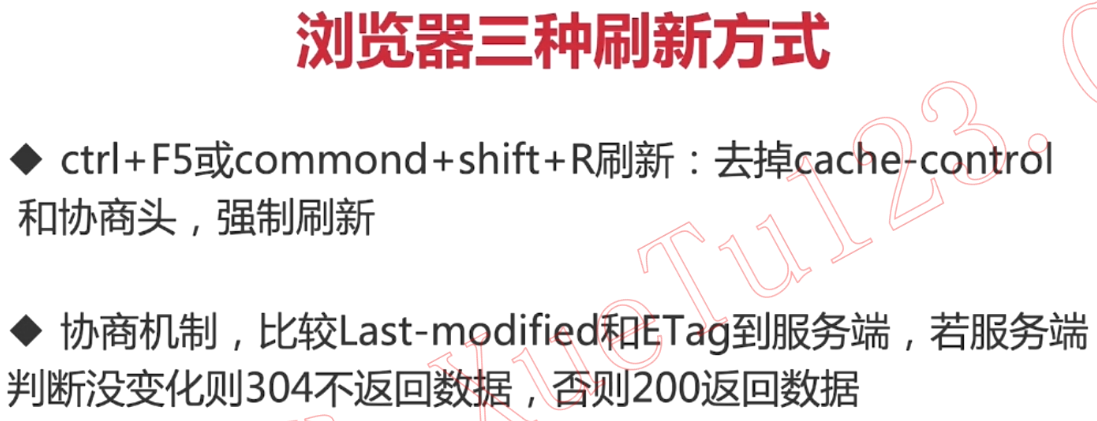 浏览器三种刷新方式
◆ ctrl+F5或commond+shift+R刷新：去掉cache-control
和协商头，强制刷新
◆ 协商机制，比较Last-modified和ETag到服务端，若服务端
判断没变化则304不返回数据，否则200返回数据
XueTu123.